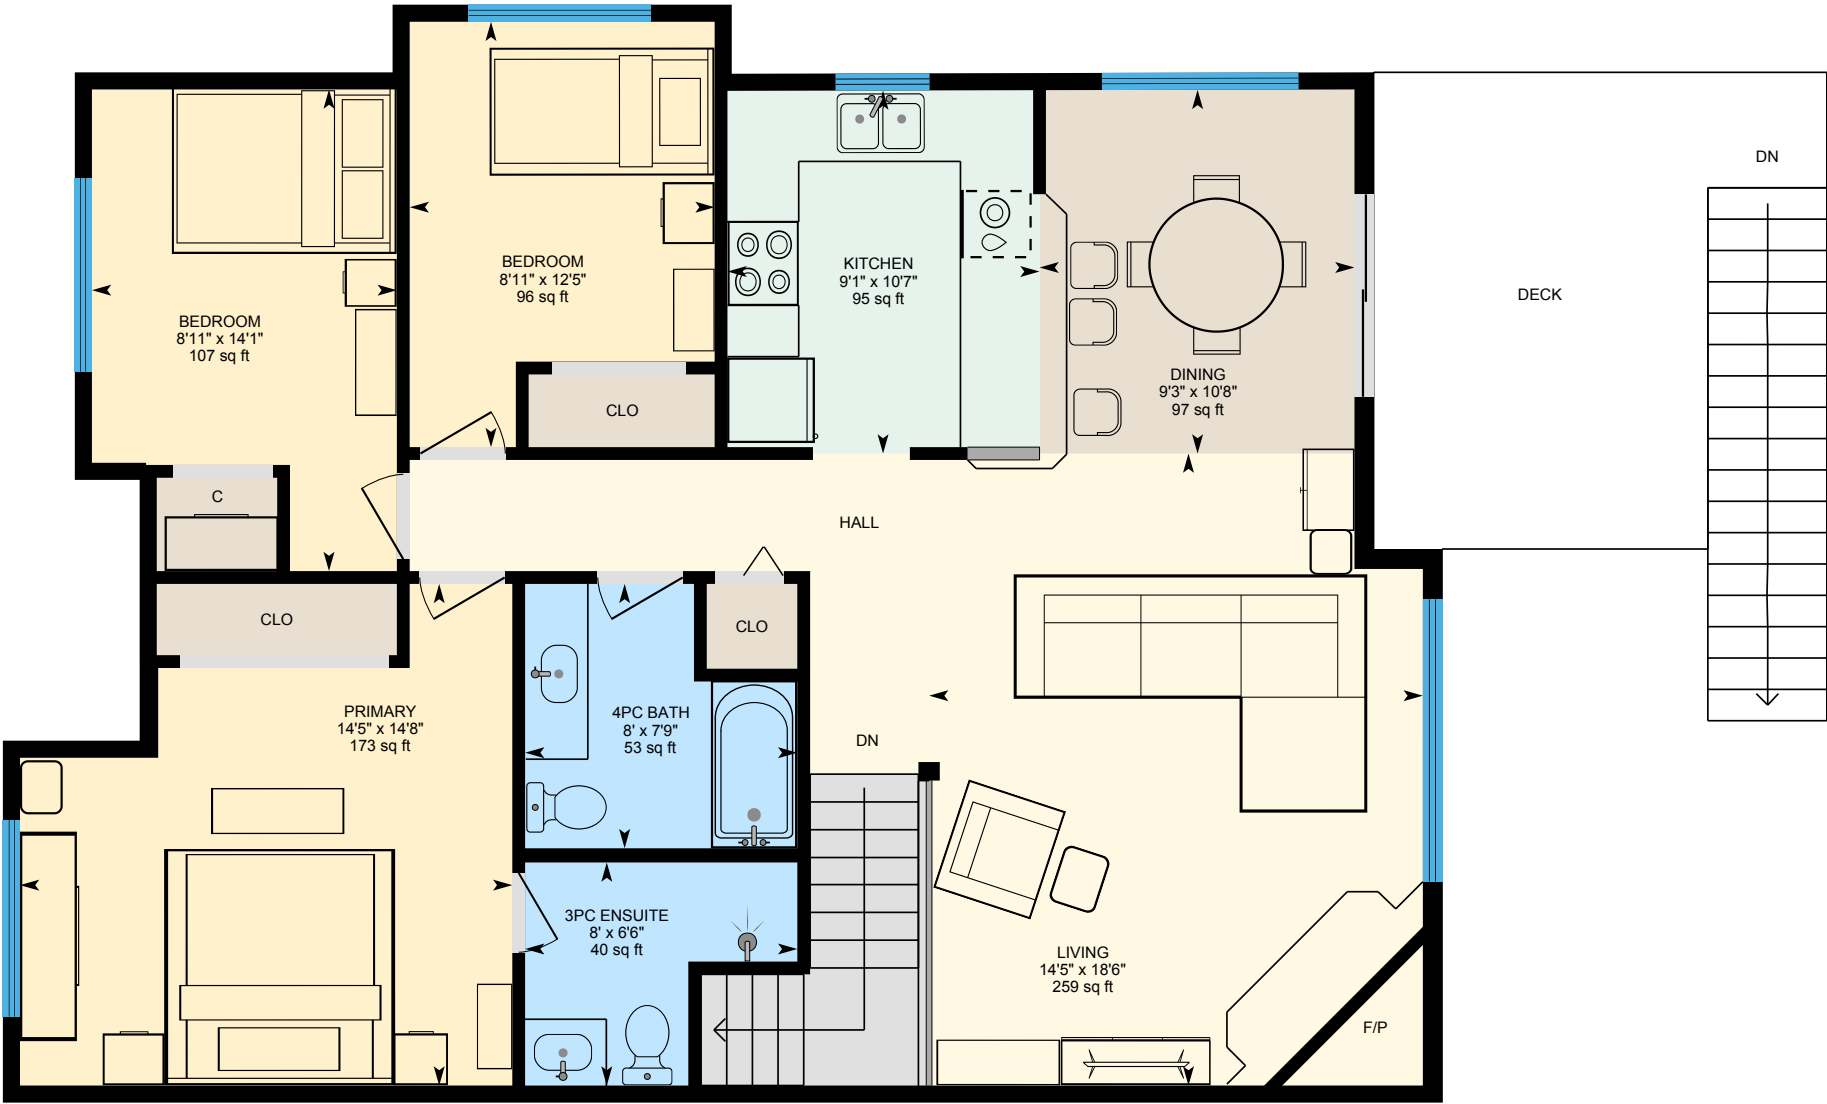 DN
BEDROOM
8'11" x 12'5"
96 sq ft
KITCHEN
9'1" x 10'7"
95 sq ft
DECK
BEDROOM
8'11" x 14'1"
107 sq ft
DINING
9'3" x 10'8"
97 sq ft
CLO
C
HALL
CLO
CLO
PRIMARY
14'5" x 14'8"
173 sq ft
4PC BATH
8' x 7'9"
53 sq ft
DN
3PC ENSUITE
8' x 6'6"
40 sq ft
LIVING
14'5" x 18'6"
259 sq ft
F/P